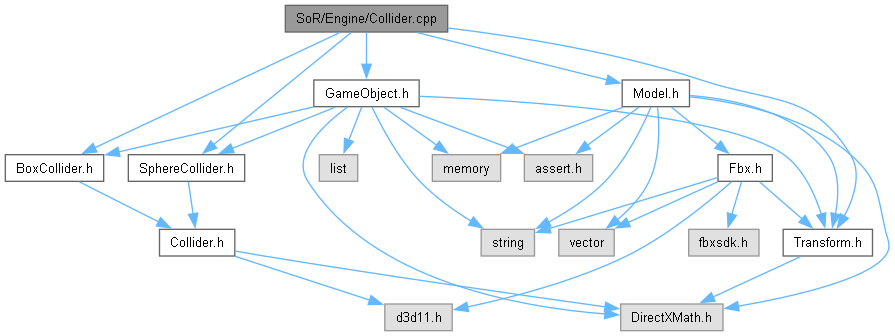 SoR/Engine/Collider.cpp
GameObject.h
Model.h
BoxCollider.h
SphereCollider.h
list
memory
assert.h
Fbx.h
Collider.h
string
vector
fbxsdk.h
Transform.h
d3d11.h
DirectXMath.h